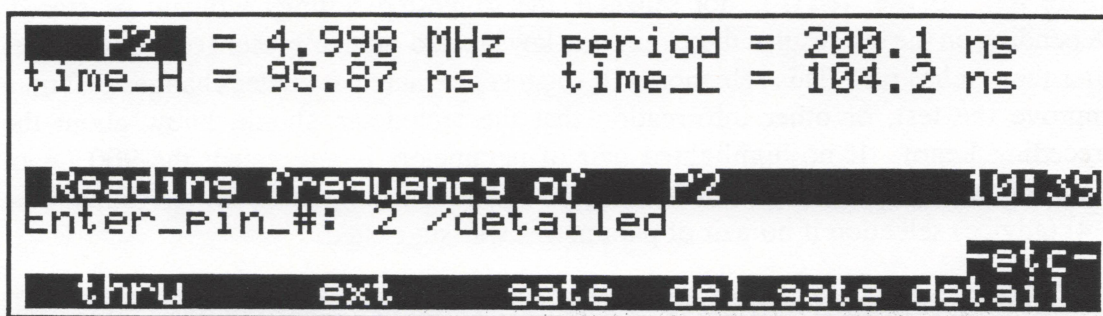 P2 = 4.998 MHz period = 200.1 ns
time_H = 95.87 ns time_L = 104.2 ns
Reading frequency of P2 10:39
Enter_pin_#: 2 /detailed
-etc-
thru ext gate del_gate detail